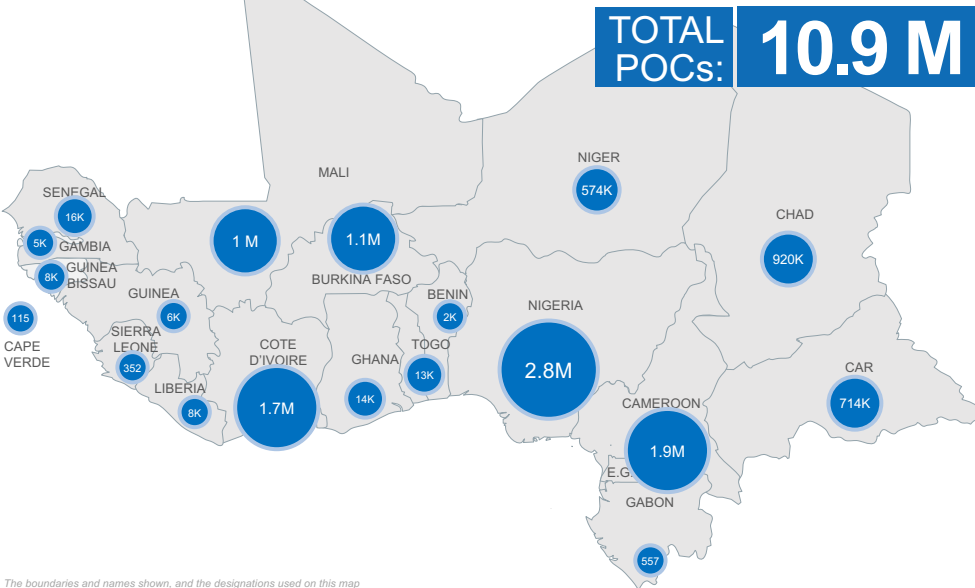 TOTAL
POCs:
10.9 M
MALI
NIGER
574K
SENEGAL
16K
CHAD
5K
GAMBIA
1 M
1.1M
920K
GUINEA
BISSAU
8K
BURKINA FASO
GUINEA
BENIN
NIGERIA
115
6K
2K
CAPE
VERDE
SIERRA
LEONE
COTE
D'IVOIRE
GHANA
TOGO
352
13K
2.8M
CAR
LIBERIA
8K
1.7M
14K
CAMEROON
714K
1.9M
E.G.
GABON
557
The boundaries and names shown, and the designations used on this map